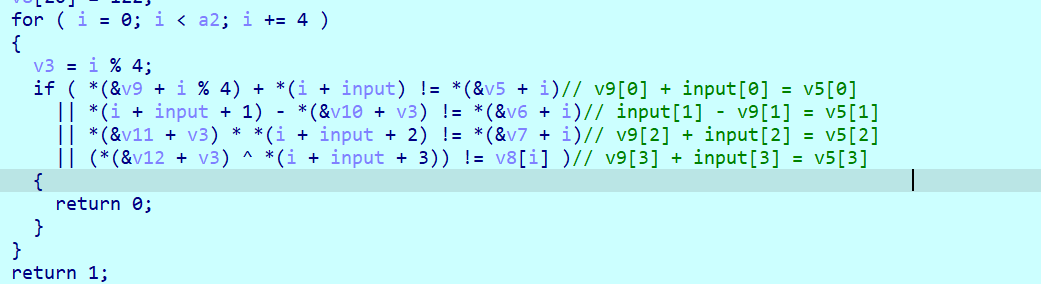 for ( i = 0; i < a2; i += 4 )
{
v3 = i % 4;
if ( *(&v9 + i % 4) + *(i + input) != *(&v5 + i)// v9[0] + input[0] = v5[0]
|| *(i + input + 1) - *(&v10 + v3) != *(&v6 + i)// input[1] - v9[1] = v5[1]
|| *(&v11 + v3) * *(i + input + 2) != *(&v7 + i)// v9[2] + input[2] = v5[2]
|| (*(&v12 + v3) ^ *(i + input + 3)) != v8[i] )// v9[3] + input[3] = v5[3]
{
return 0;
}
}
return 1;